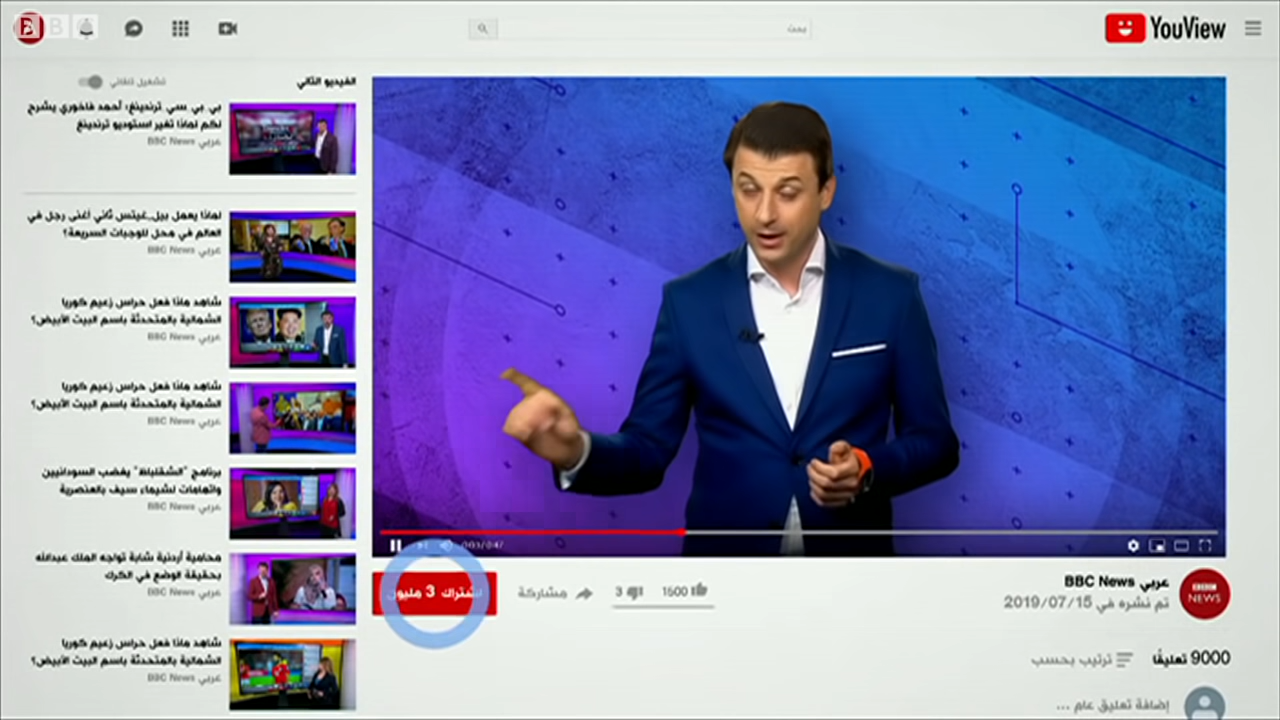 YouView
بحث
الفيديو التالي
تشغيل تلقائي
بي بي سي ترندينغ: أحمد فاخوري يشرح
لكم لماذا تغير استوديو ترندينغ
BBC News عربي
لماذا يعمل بيل غيتس ثاني أغنى رجل في
العالم في محل للوجبات السريعة؟
BBC News عربي
شاهد ماذا فعل حراس زعيم كوريا
الشمالية بالمتحدثة باسم البيت الأبيض؟
BBC News عربي
شاهد ماذا فعل حراس زعيم كوريا
الشمالية بالمتحدثة باسم البيت الأبيض؟
BBC News عربي
برنامج "الشقلباظ" يغضب السودانيين
واتهامات لشيماء سيف بالعنصرية
BBC News عربي
محامية أردنية شابة تواجه الملك عبدالله
بحقيقة الوضع في الكرك
BBC News عربي
شاهد ماذا فعل حراس زعيم كوريا
الشمالية بالمتحدثة باسم البيت الأبيض؟
BBC News عربي
BBC NEWS
BBC News عربي
تم نشره في 2019/07/15
1500
3
مشاركة
اشتراك 3 مليون
9000 تعليقًا
ترتيب بحسب
إضافة تعليق عام ...